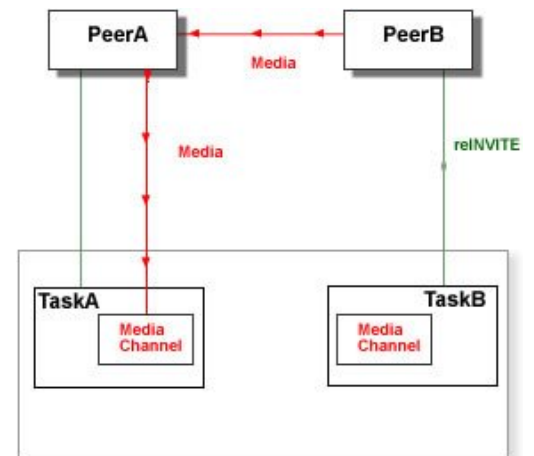 PeerA
PeerB
Media
Media
reINVITE
TaskA
TaskB
Media
Channel
Media
Channel